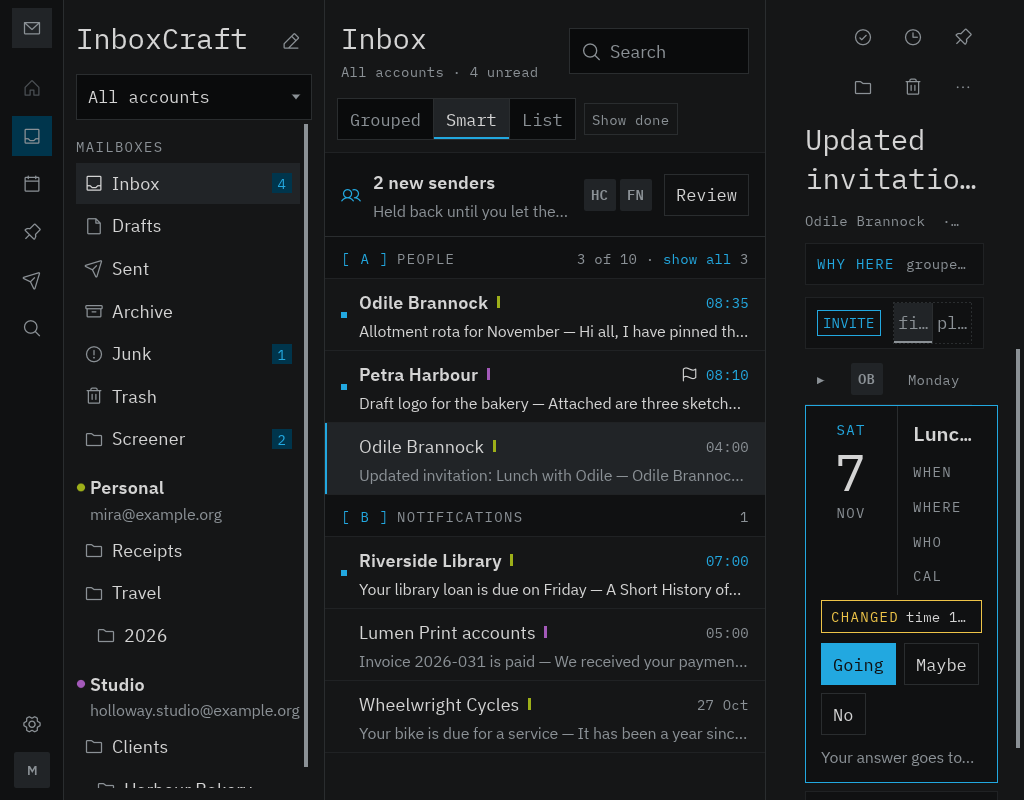 InboxCraft
All accounts
MAILBOXES
Inbox 4
Drafts
Sent
Archive
Junk 1
Trash
Screener 2
Personal
mira@example.org
Receipts
Travel
2026
Studio
holloway.studio@example.org
Clients
Harbour Bakery
M
Inbox
All accounts · 4 unread
Search
Grouped Smart List Show done
2 new senders
Held back until you let the…
HC FN Review
[ A ] PEOPLE 3 of 10 · show all 3
Odile Brannock 08:35
Allotment rota for November — Hi all, I have pinned th…
Petra Harbour 08:10
Draft logo for the bakery — Attached are three sketch…
Odile Brannock 04:00
Updated invitation: Lunch with Odile — Odile Brannoc…
[ B ] NOTIFICATIONS 1
Riverside Library 07:00
Your library loan is due on Friday — A Short History of…
Lumen Print accounts 05:00
Invoice 2026-031 is paid — We received your paymen…
Wheelwright Cycles 27 Oct
Your bike is due for a service — It has been a year sinc…
Updated
invitatio…
Odile Brannock ·…
WHY HERE groupe…
INVITE fi… pl…
OB Monday
SAT
7
NOV
Lunc…
WHEN
WHERE
WHO
CAL
CHANGED time 1…
Going Maybe
No
Your answer goes to…